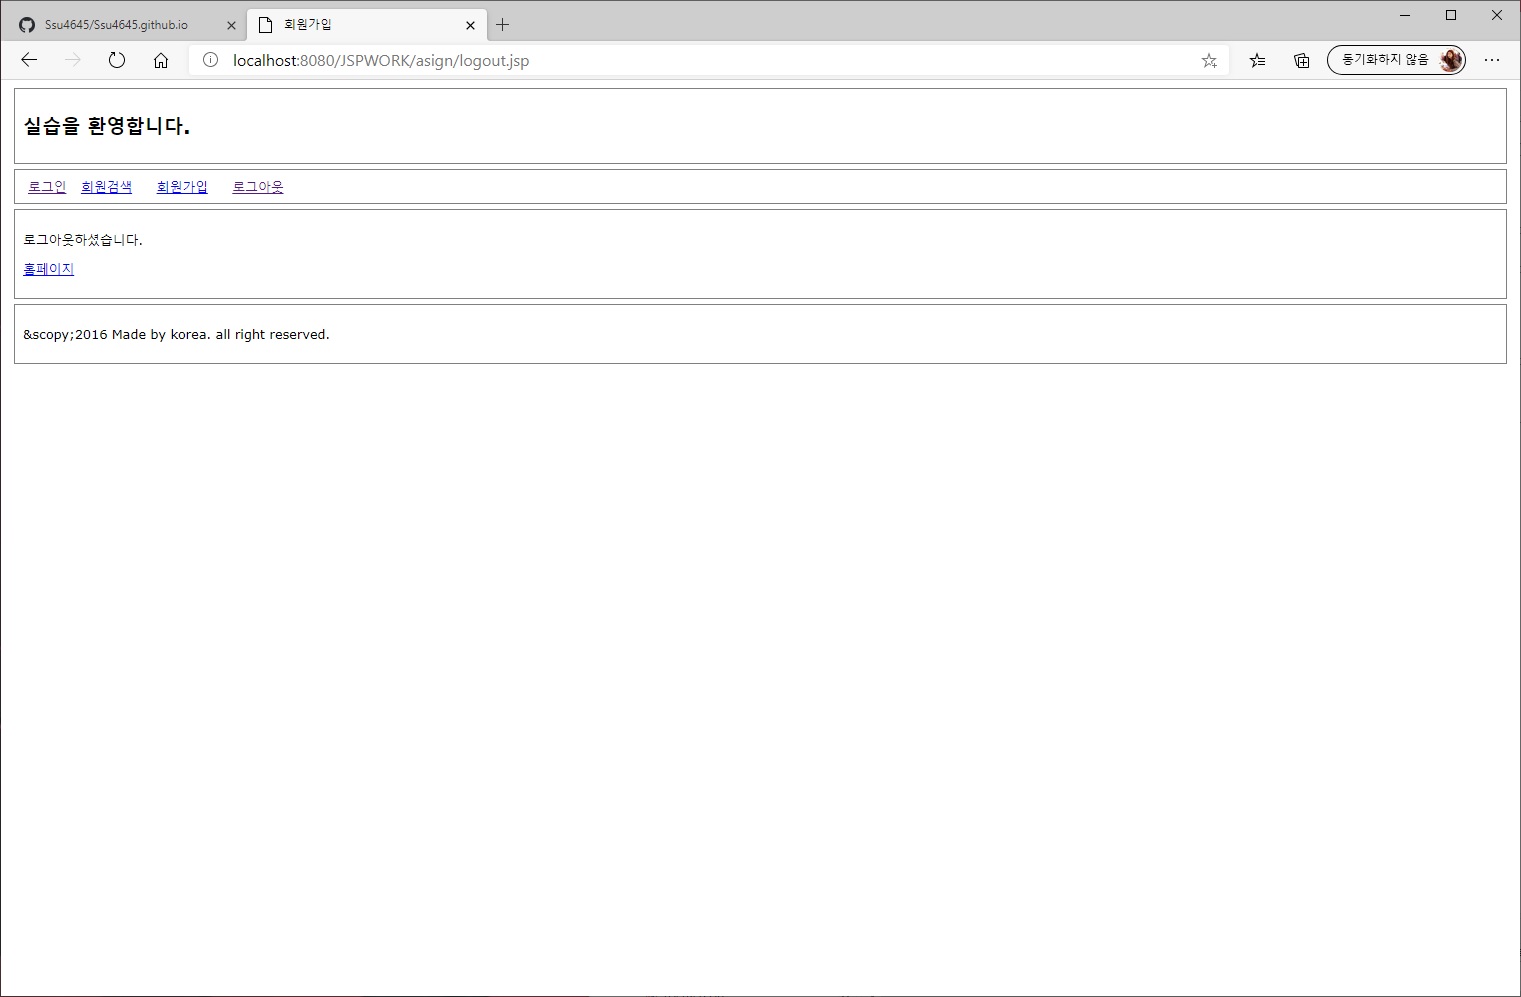 Ssu4645/Ssu4645.github.io
회원가입
localhost:8080/JSPWORK/asign/logout.jsp
동기화하지 않음
실습을 환영합니다.
로그인 회원검색 회원가입 로그아웃
로그아웃하셨습니다.
홈페이지
&scopy;2016 Made by korea. all right reserved.